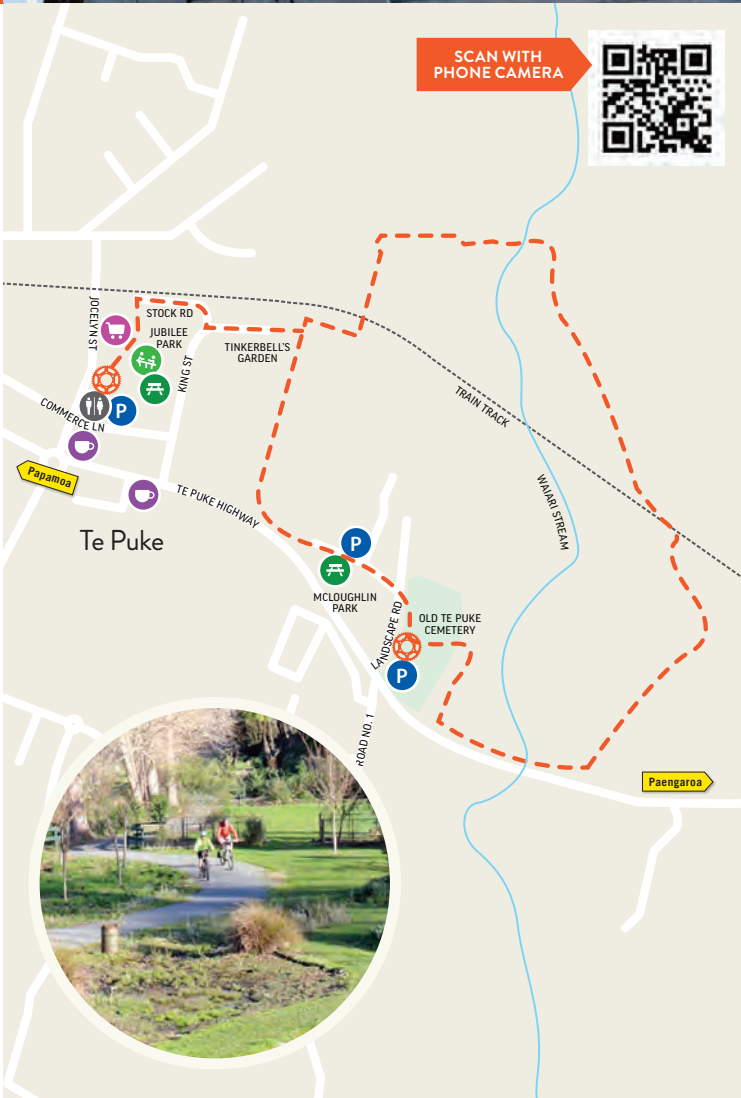 SCAN WITH
PHONE CAMERA
JOCELYN ST
STOCK RD
JUBILEE
PARK
KING ST
TINKERBELL'S
GARDEN
COMMERCE LN
P
Papamoa
TE PUKE HIGHWAY
Te Puke
TRAIN TRACK
WAIARI STREAM
P
MCLOUGHLIN
PARK
LANDSCAPE RD
OLD TE PUKE
CEMETERY
P
ROAD NO. 1
Paengaroa